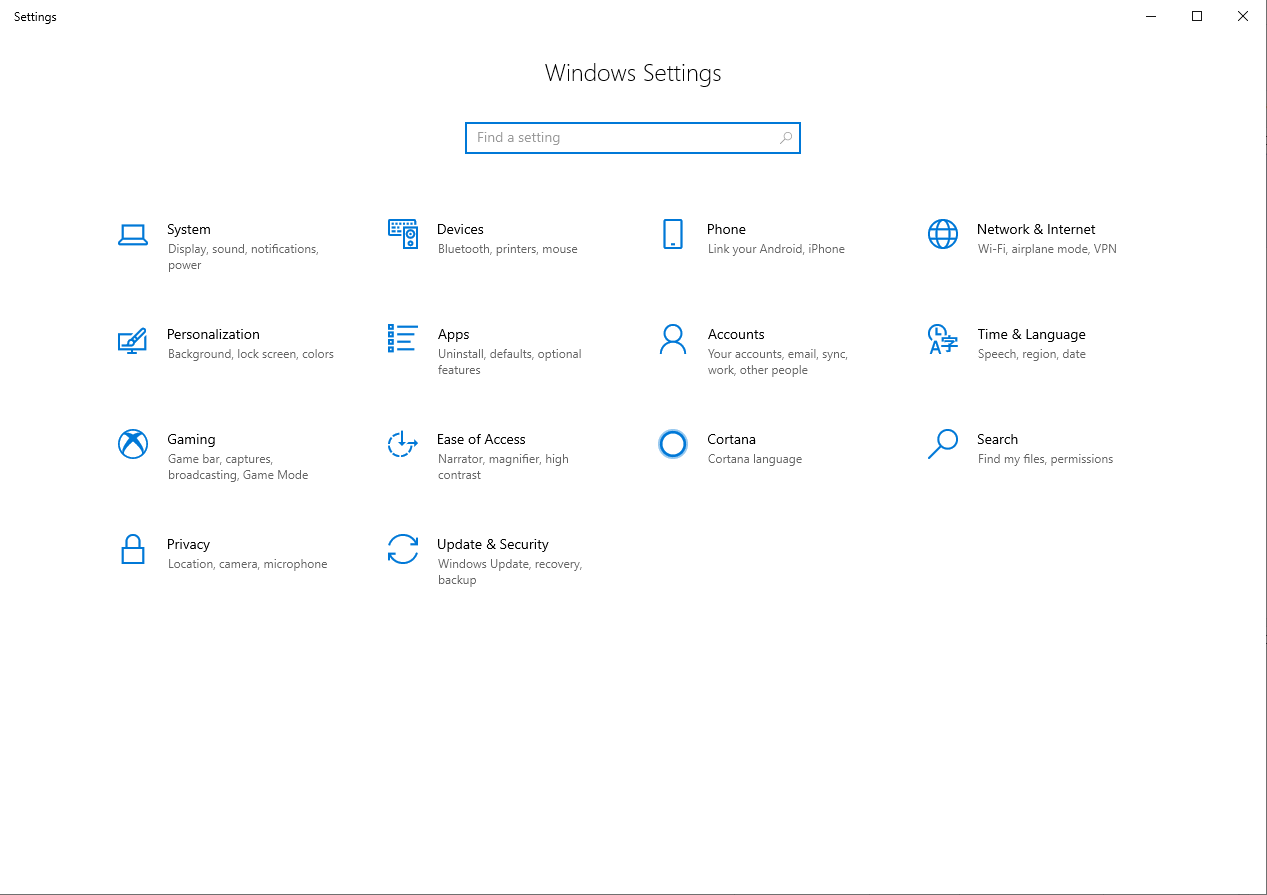 Settings
Windows Settings
Find a setting
System
Display, sound, notifications,
power
Devices
Bluetooth, printers, mouse
Phone
Link your Android, iPhone
Network & Internet
Wi-Fi, airplane mode, VPN
Personalization
Background, lock screen, colors
Apps
Uninstall, defaults, optional
features
Accounts
Your accounts, email, sync,
work, other people
Time & Language
Speech, region, date
Gaming
Game bar, captures,
broadcasting, Game Mode
Ease of Access
Narrator, magnifier, high
contrast
Cortana
Cortana language
Search
Find my files, permissions
Privacy
Location, camera, microphone
Update & Security
Windows Update, recovery,
backup